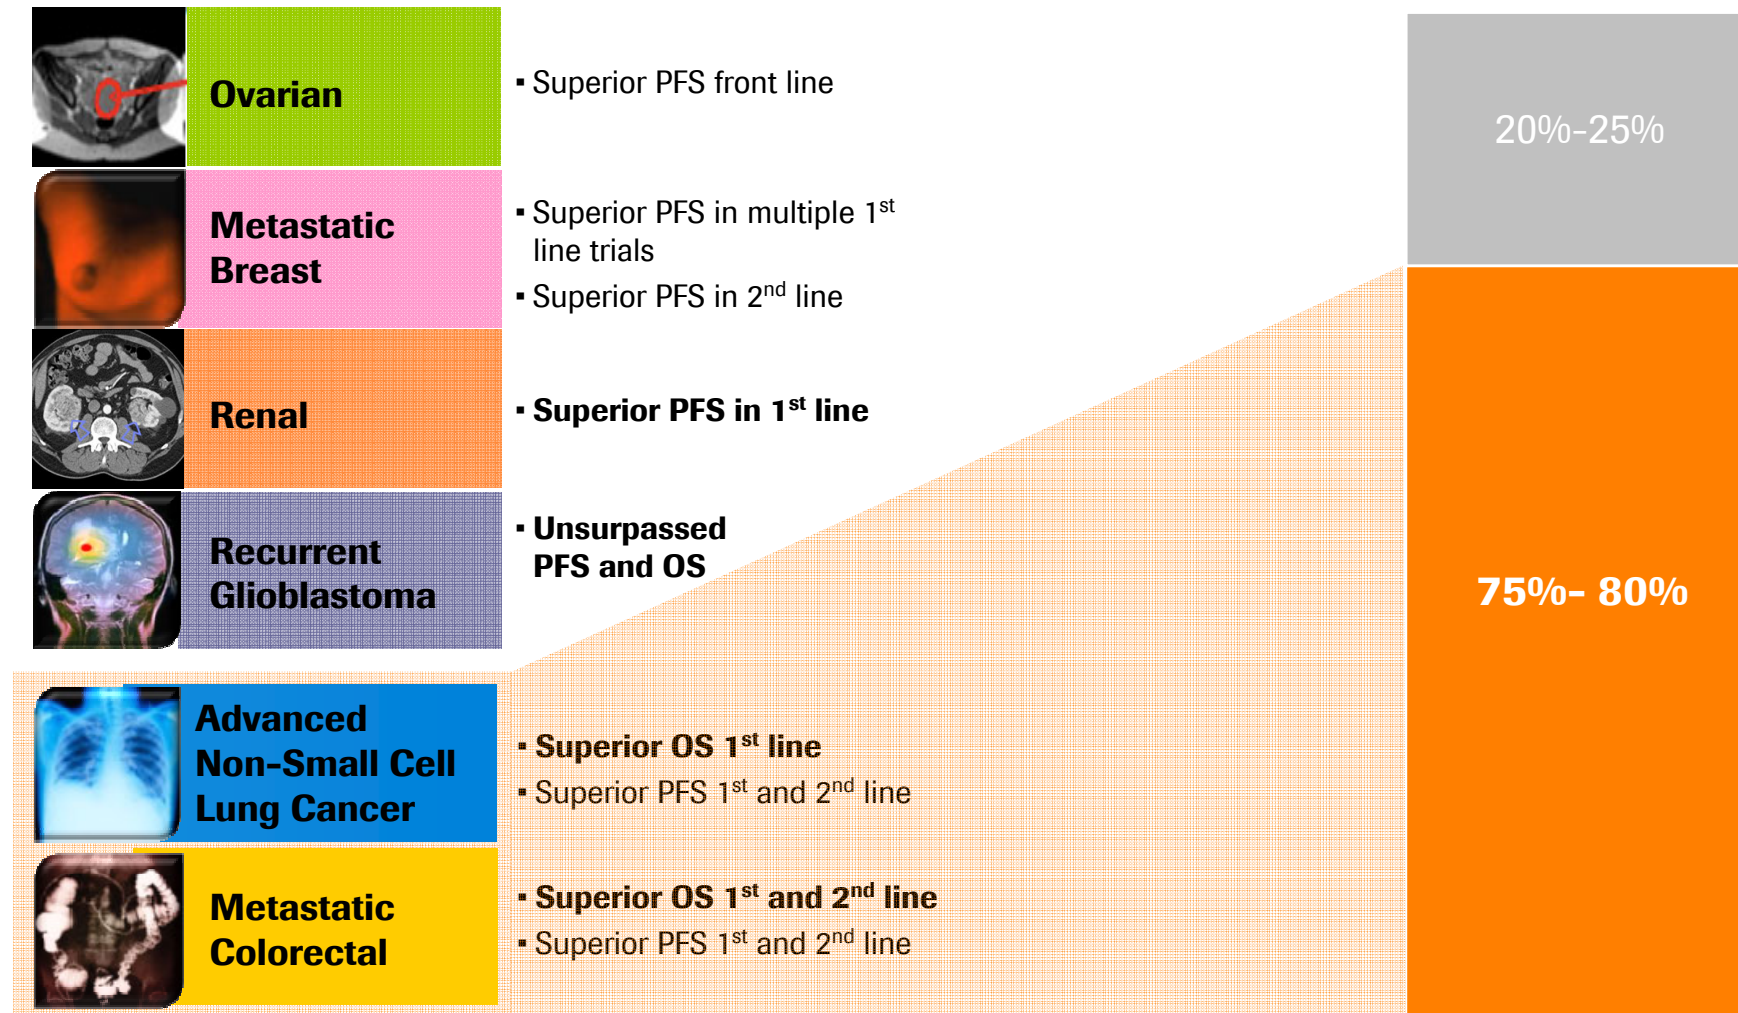 Ovarian
▪ Superior PFS front line
20%-25%
Metastatic
Breast
▪ Superior PFS in multiple 1st
line trials
▪ Superior PFS in 2nd line
Renal
▪ Superior PFS in 1st line
Recurrent
Glioblastoma
▪ Unsurpassed
PFS and OS
75%- 80%
Advanced
Non-Small Cell
Lung Cancer
▪ Superior OS 1st line
▪ Superior PFS 1st and 2nd line
Metastatic
Colorectal
▪ Superior OS 1st and 2nd line
▪ Superior PFS 1st and 2nd line